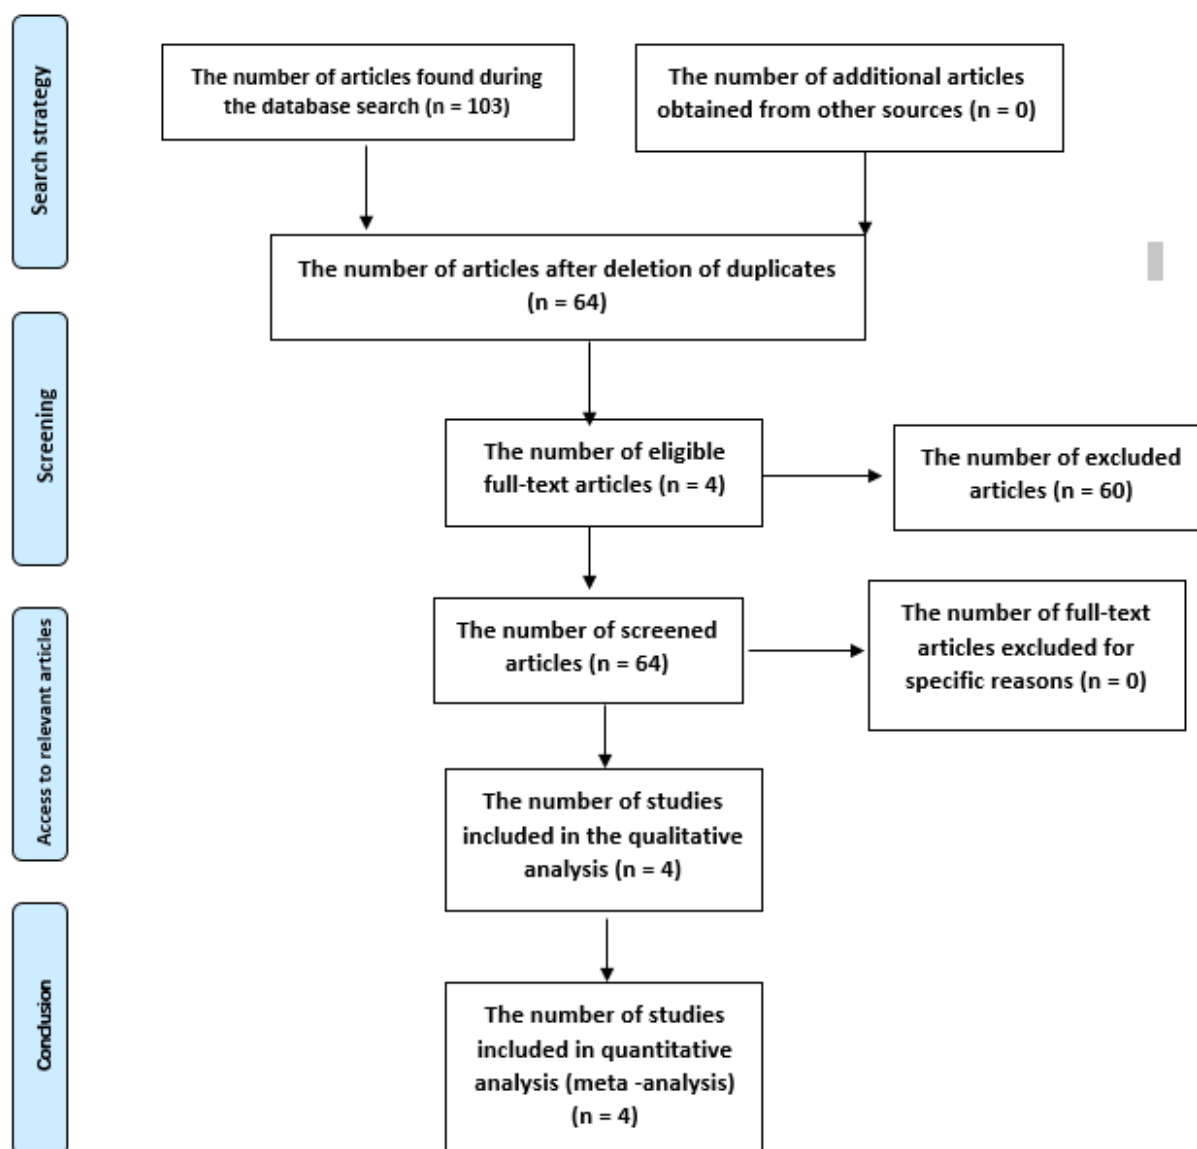 Search strategy
The number of articles found during
the database search (n = 103)
The number of additional articles
obtained from other sources (n = 0)
The number of articles after deletion of duplicates
(n = 64)
Screening
The number of eligible
full-text articles (n = 4)
The number of excluded
articles (n = 60)
Access to relevant articles
The number of screened
articles (n = 64)
The number of full-text
articles excluded for
specific reasons (n = 0)
The number of studies
included in the qualitative
analysis (n = 4)
Conclusion
The number of studies
included in quantitative
analysis (meta -analysis)
(n = 4)